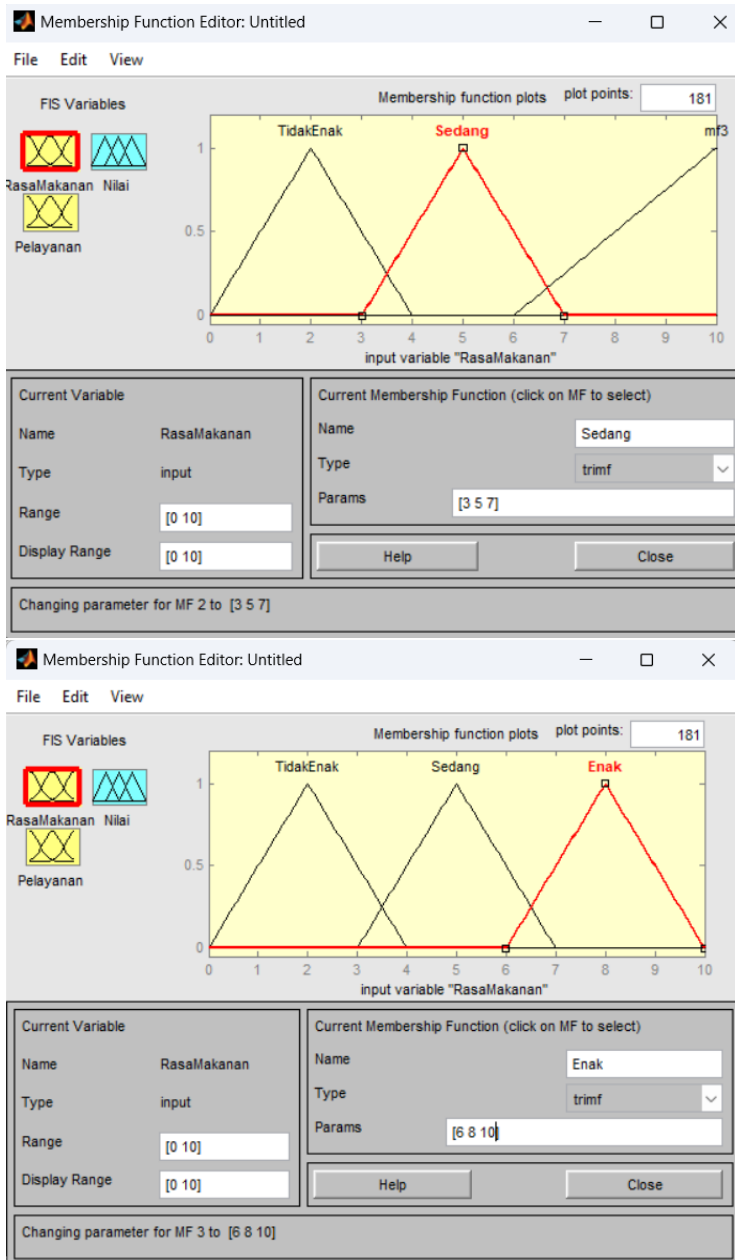 Membership Function Editor: Untitled
File Edit View
FIS Variables
Membership function plots plot points: 181
RasaMakanan Nilai
Pelayanan
TidakEnak Sedang mf3
1
0.5
0
0 1 2 3 4 5 6 7 8 9 10
input variable "RasaMakanan"
Current Variable
Name RasaMakanan
Type input
Range [0 10]
Display Range [0 10]
Current Membership Function (click on MF to select)
Name Sedang
Type trimf
Params [3 5 7]
Help Close
Changing parameter for MF 2 to [3 5 7]
Membership Function Editor: Untitled
File Edit View
FIS Variables
Membership function plots plot points: 181
RasaMakanan Nilai
Pelayanan
TidakEnak Sedang Enak
1
0.5
0
0 1 2 3 4 5 6 7 8 9 10
input variable "RasaMakanan"
Current Variable
Name RasaMakanan
Type input
Range [0 10]
Display Range [0 10]
Current Membership Function (click on MF to select)
Name Enak
Type trimf
Params [6 8 10]
Help Close
Changing parameter for MF 3 to [6 8 10]